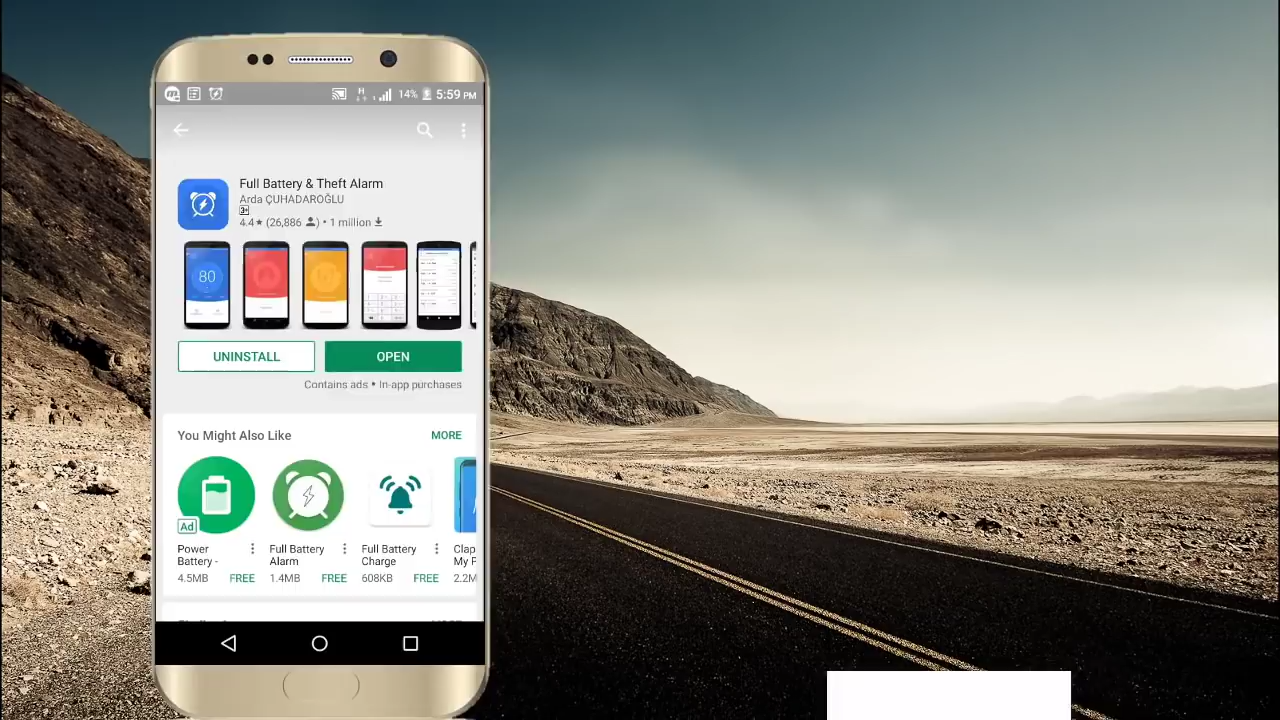 14% 5:59 PM
Full Battery & Theft Alarm
Arda ÇUHADAROĞLU
3+
4.4★ (26,886 ) • 1 million
80
UNINSTALL OPEN
Contains ads • In-app purchases
You Might Also Like MORE
Ad
Power Battery - Full Battery Alarm Full Battery Charge Clap My P
4.5MB FREE 1.4MB FREE 608KB FREE 2.2M